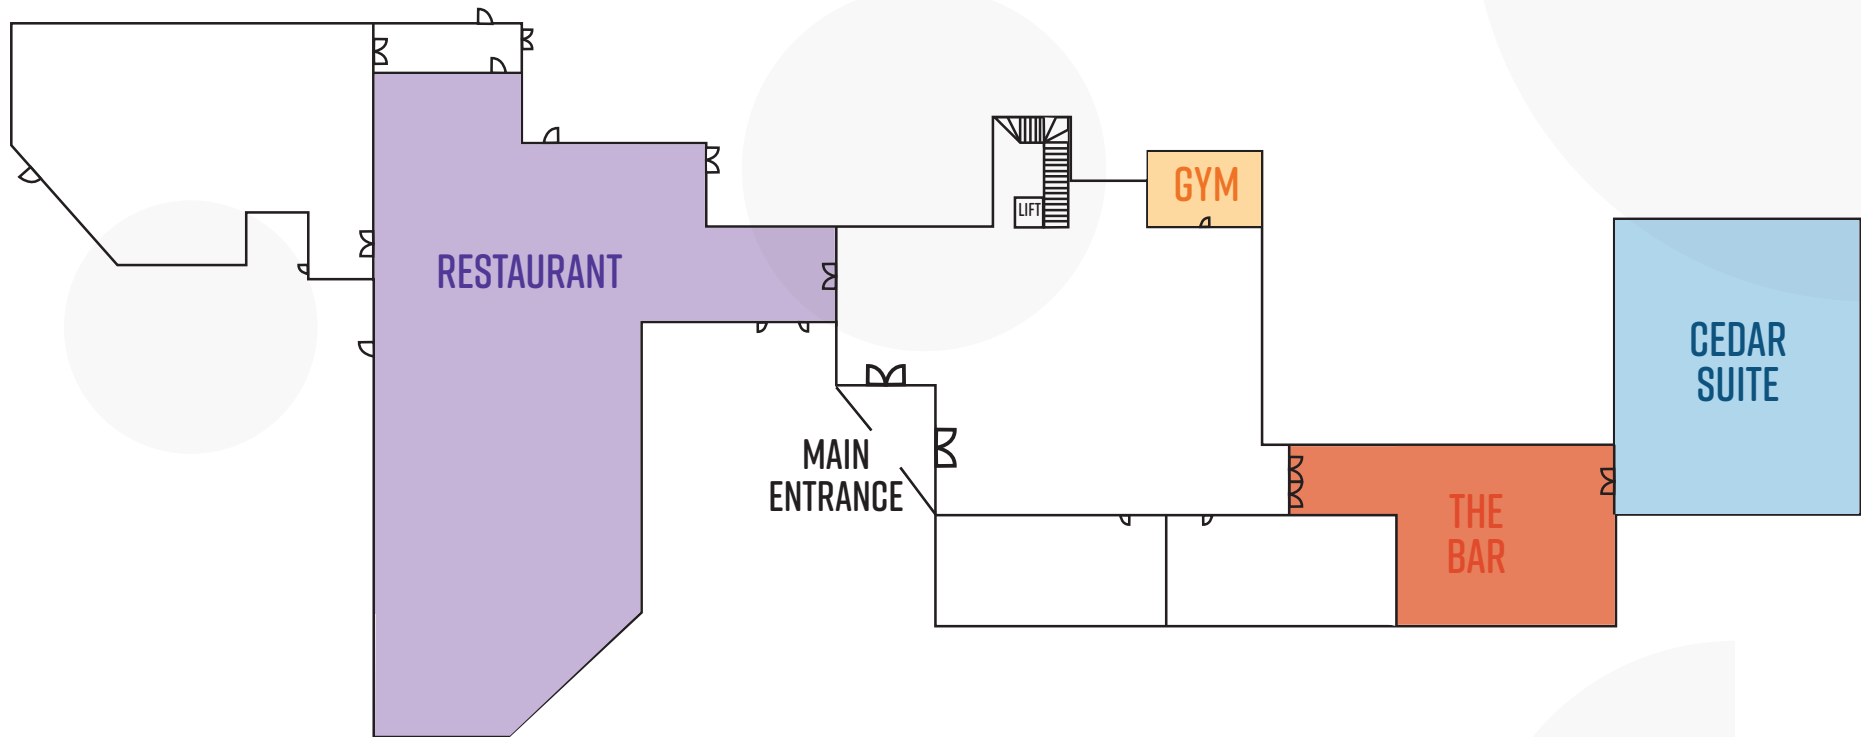 GYM
LIFT
RESTAURANT
CEDAR
SUITE
MAIN
ENTRANCE
THE
BAR